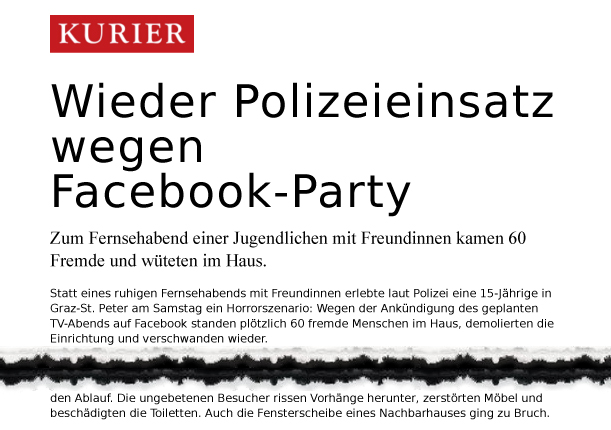 KURIER
Wieder Polizeieinsatz
wegen
Facebook-Party
Zum Fernsehabend einer Jugendlichen mit Freundinnen kamen 60
Fremde und wüteten im Haus.
Statt eines ruhigen Fernsehabends mit Freundinnen erlebte laut Polizei eine 15-Jährige in
Graz-St. Peter am Samstag ein Horrorszenario: Wegen der Ankündigung des geplanten
TV-Abends auf Facebook standen plötzlich 60 fremde Menschen im Haus, demolierten die
Einrichtung und verschwanden wieder.
den Ablauf. Die ungebetenen Besucher rissen Vorhänge herunter, zerstörten Möbel und
beschädigten die Toiletten. Auch die Fensterscheibe eines Nachbarhauses ging zu Bruch.